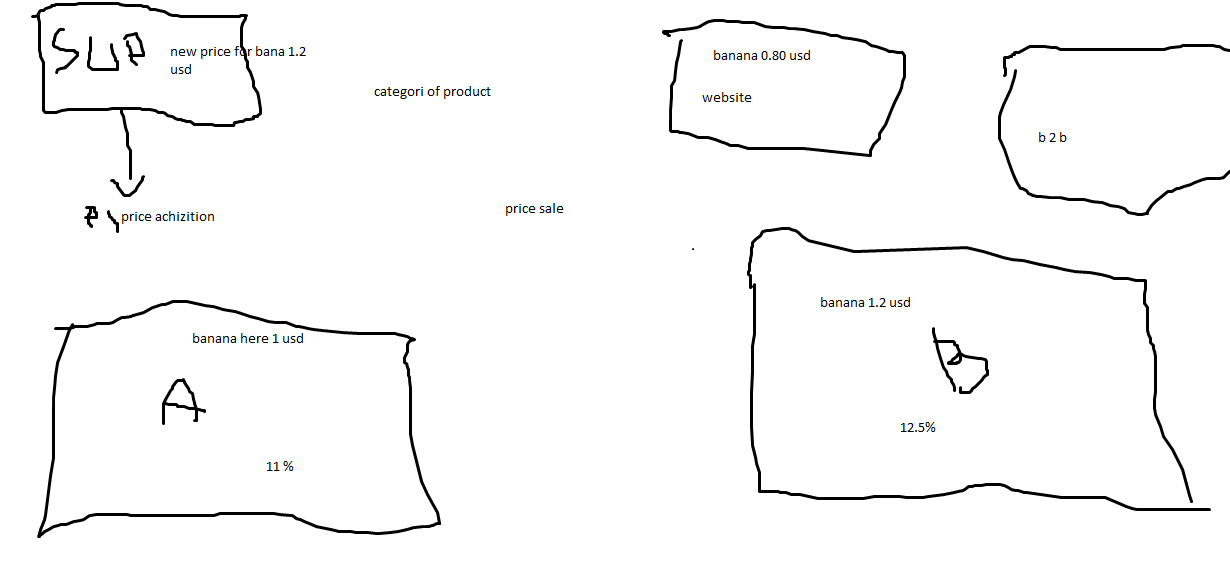 SUP
new price for bana 1.2
usd
categori of product
banana 0.80 usd
website
b 2 b
price achizition
price sale
banana here 1 usd
A
11 %
banana 1.2 usd
B
12.5%